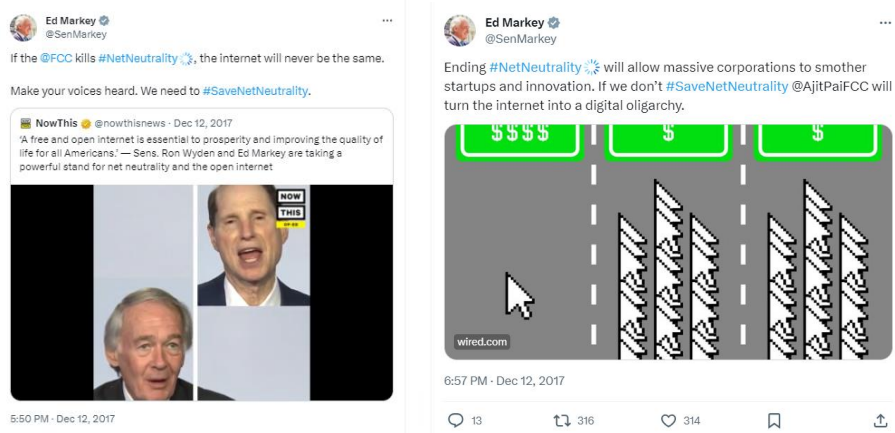 Ed Markey
@SenMarkey
If the @FCC kills #NetNeutrality, the internet will never be the same.
Make your voices heard. We need to #SaveNetNeutrality.
NowThis @nowthisnews · Dec 12, 2017
'A free and open internet is essential to prosperity and improving the quality of
life for all Americans.' — Sens. Ron Wyden and Ed Markey are taking a
powerful stand for net neutrality and the open internet
NOW
THIS
5:50 PM · Dec 12, 2017
Ed Markey
@SenMarkey
Ending #NetNeutrality will allow massive corporations to smother
startups and innovation. If we don't #SaveNetNeutrality @AjitPaiFCC will
turn the internet into a digital oligarchy.
$$$$
$
$
wired.com
6:57 PM · Dec 12, 2017
13
316
314